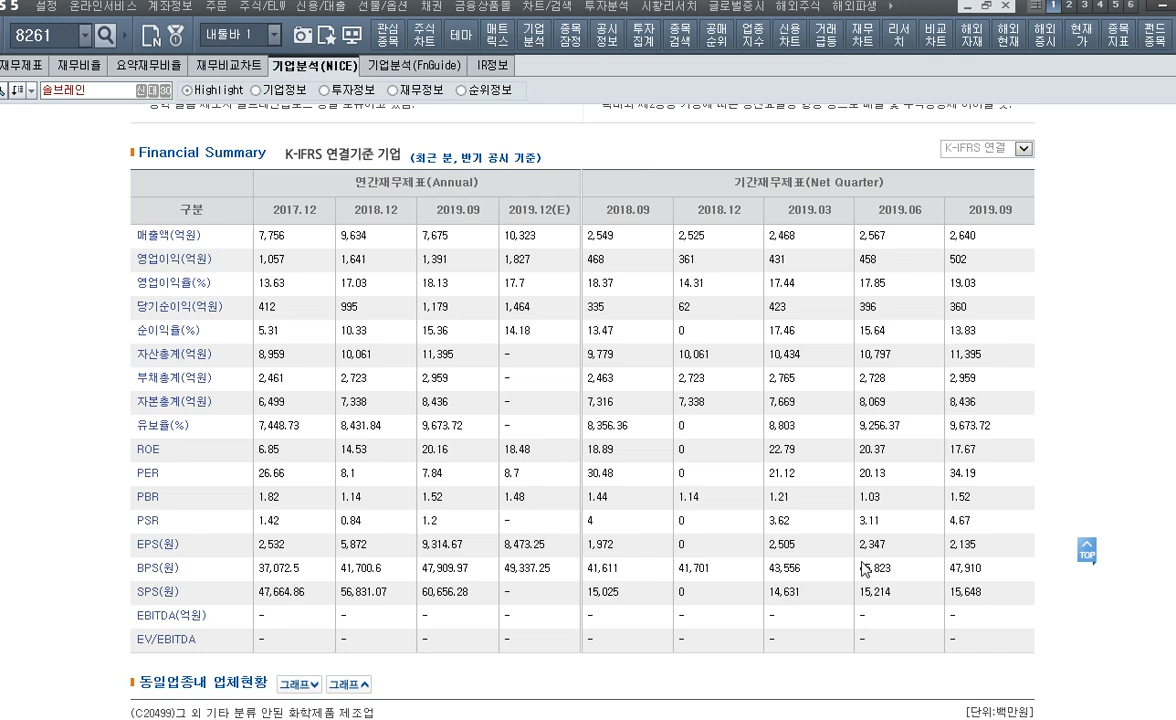 S5 설정 온라인서비스 계좌정보 주문 주식/ELW 신용/대출 선물/옵션 채권 금융상품몰 차트/검색 투자분석 시황리서치 글로벌증시 해외주식 해외파생 1 2 3 4 5 6
8261 내툴바 1 관심종목 주식차트 테마 매트릭스 기업분석 종목잠정 공시정보 투자집계 종목검색 공매순위 업종지수 신용차트 거래급등 재무차트 리서치 비교차트 해외자재 해외현재 해외증시 현재가 종목지표 펀드종목
재무제표 재무비율 요약재무비율 재무비교차트 기업분석(NICE) 기업분석(FnGuide) IR정보
솔브레인 신 대 30 Highlight 기업정보 투자정보 재무정보 순위정보
Financial Summary K-IFRS 연결기준 기업 (최근 분, 반기 공시 기준) K-IFRS 연결
연간재무제표(Annual) 기간재무제표(Net Quarter)
구분 2017.12 2018.12 2019.09 2019.12(E) 2018.09 2018.12 2019.03 2019.06 2019.09
매출액(억원) 7,756 9,634 7,675 10,323 2,549 2,525 2,468 2,567 2,640
영업이익(억원) 1,057 1,641 1,391 1,827 468 361 431 458 502
영업이익률(%) 13.63 17.03 18.13 17.7 18.37 14.31 17.44 17.85 19.03
당기순이익(억원) 412 995 1,179 1,464 335 62 423 396 360
순이익률(%) 5.31 10.33 15.36 14.18 13.47 0 17.46 15.64 13.83
자산총계(억원) 8,959 10,061 11,395 - 9,779 10,061 10,434 10,797 11,395
부채총계(억원) 2,461 2,723 2,959 - 2,463 2,723 2,765 2,728 2,959
자본총계(억원) 6,499 7,338 8,436 - 7,316 7,338 7,669 8,069 8,436
유보율(%) 7,448.73 8,431.84 9,673.72 - 8,356.36 0 8,803 9,256.37 9,673.72
ROE 6.85 14.53 20.16 18.48 18.89 0 22.79 20.37 17.67
PER 26.66 8.1 7.84 8.7 30.48 0 21.12 20.13 34.19
PBR 1.82 1.14 1.52 1.48 1.44 1.14 1.21 1.03 1.52
PSR 1.42 0.84 1.2 - 4 0 3.62 3.11 4.67
EPS(원) 2,532 5,872 9,314.67 8,473.25 1,972 0 2,505 2,347 2,135
BPS(원) 37,072.5 41,700.6 47,909.97 49,337.25 41,611 41,701 43,556 47,910
SPS(원) 47,664.86 56,831.07 60,656.28 - 15,025 0 14,631 15,214 15,648
EBITDA(억원) - - - - - - - - -
EV/EBITDA - - - - - - - - -
TOP
동일업종내 업체현황 그래프 그래프
(C20499)그 외 기타 분류 안된 화학제품 제조업 [단위:백만원]